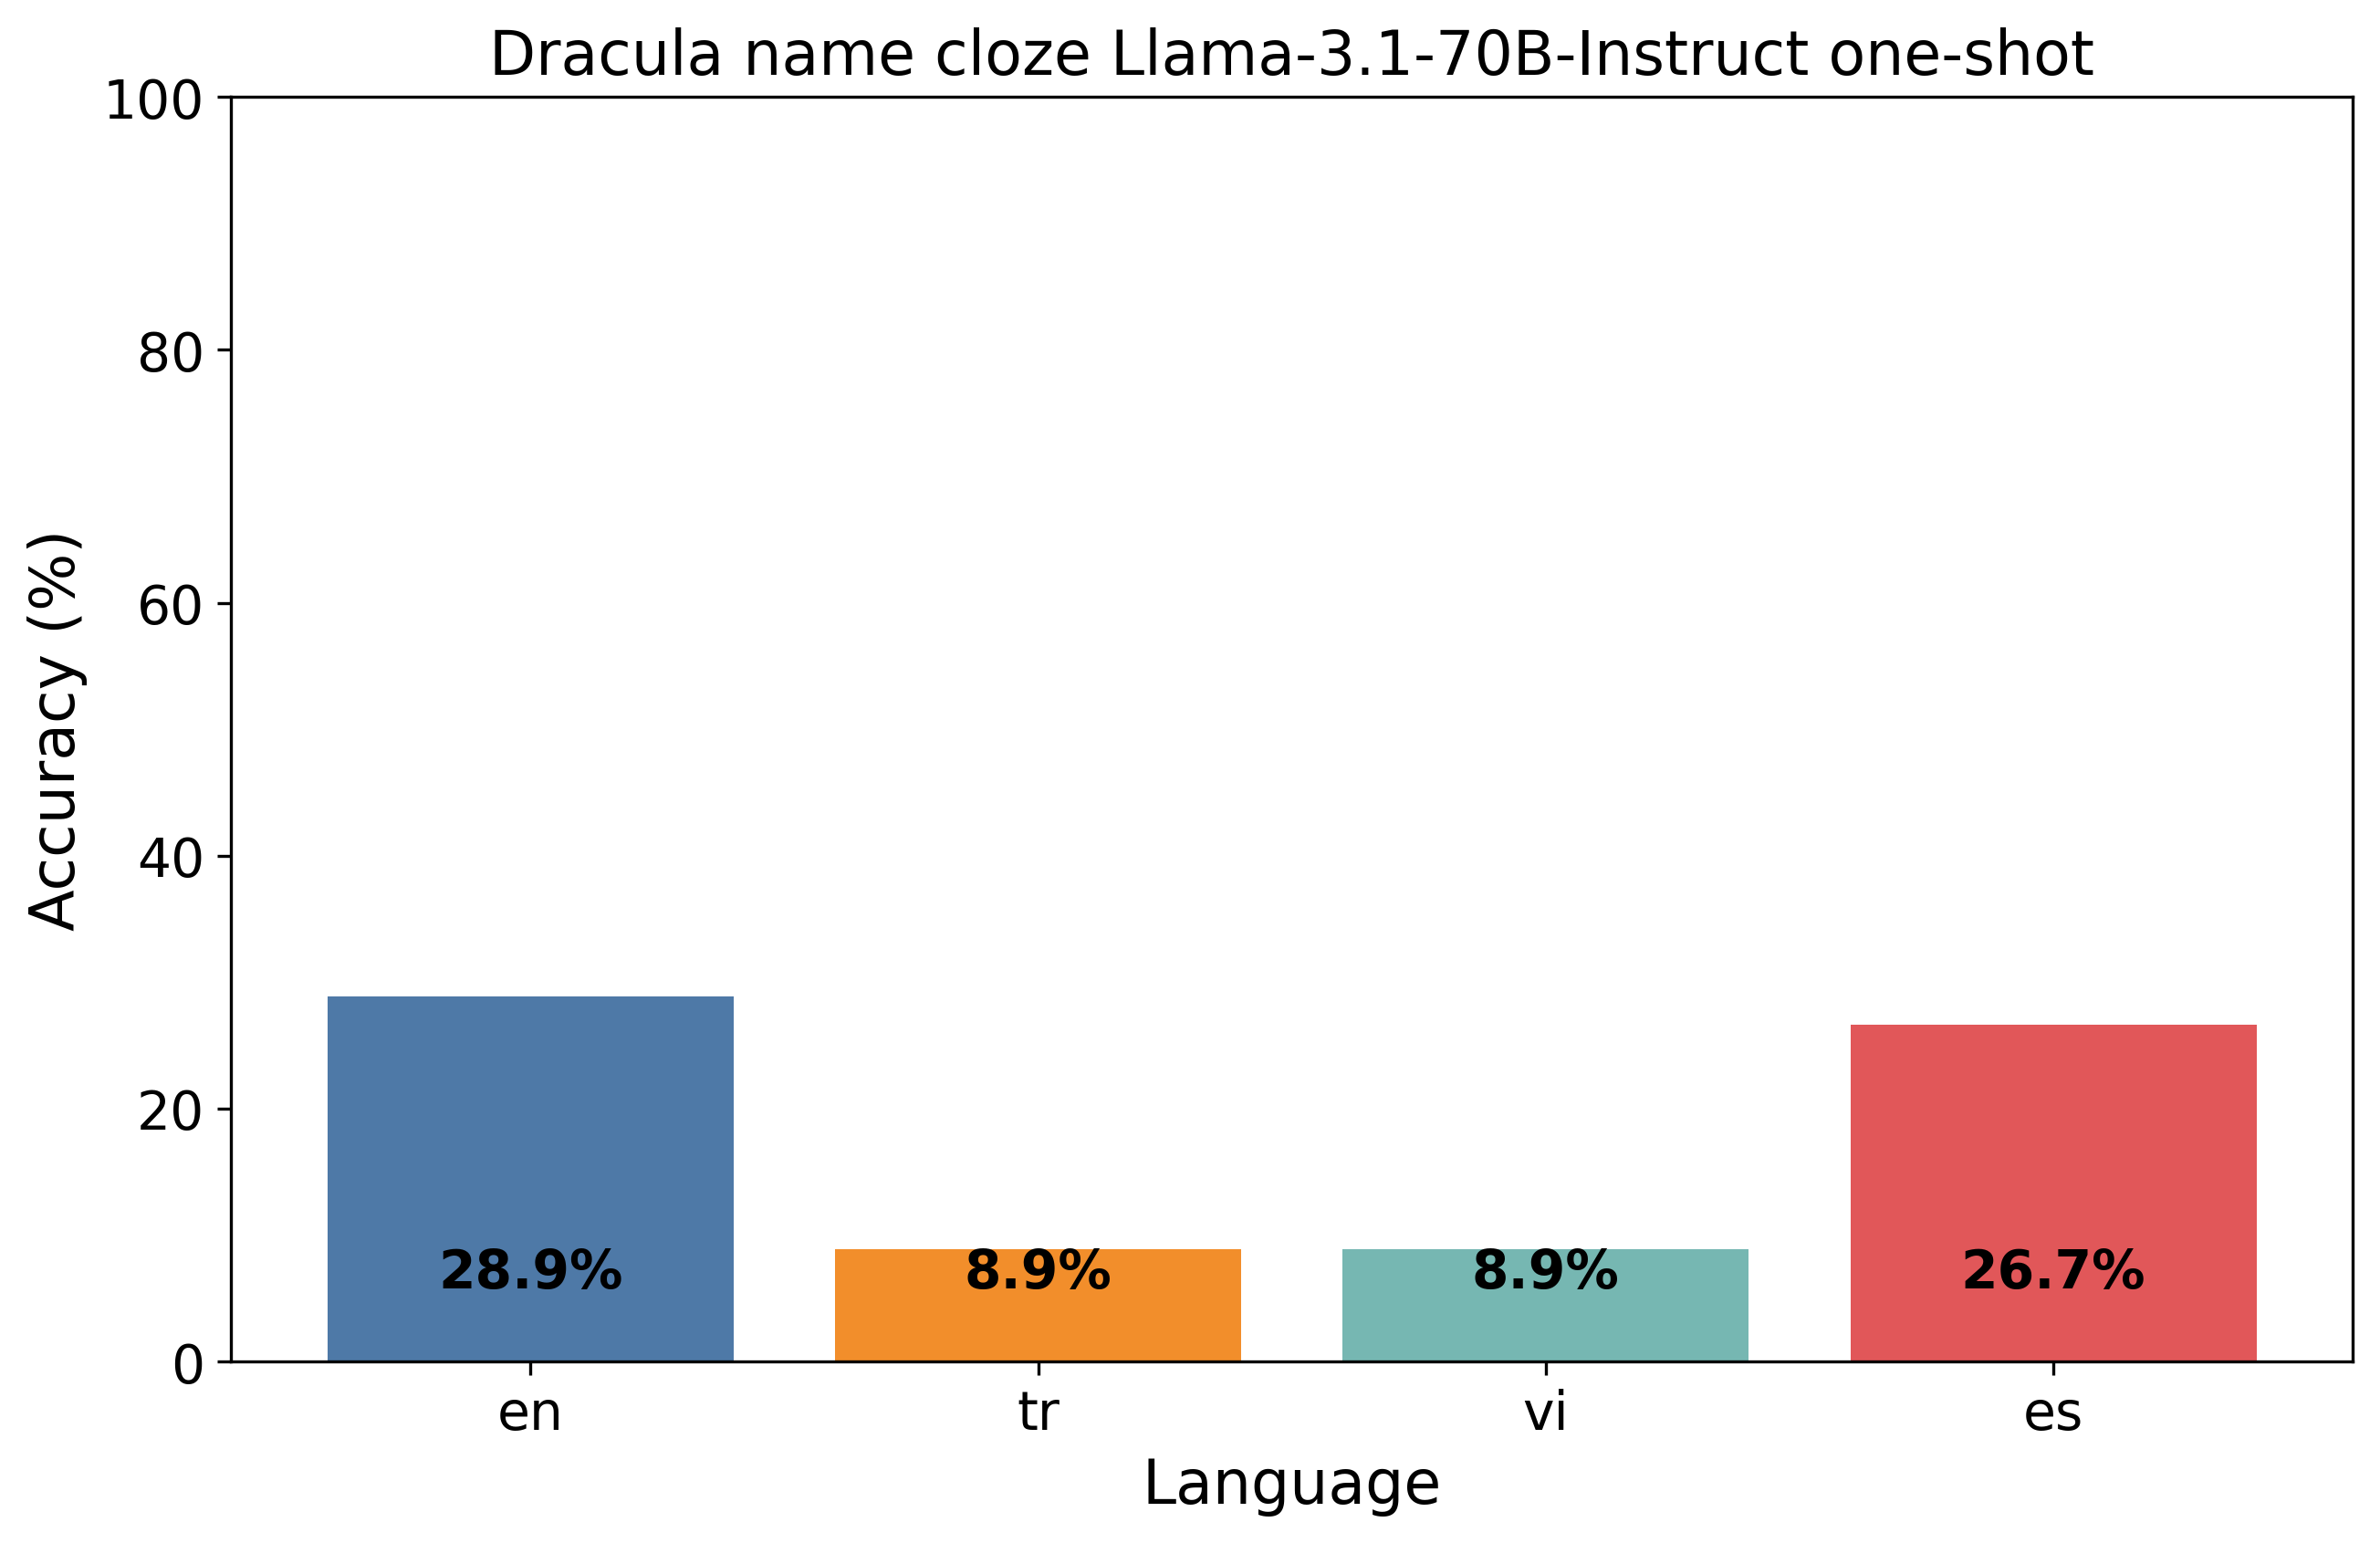 Dracula name cloze Llama-3.1-70B-Instruct one-shot
100
80
60
40
20
0
Accuracy (%)
28.9%
8.9%
8.9%
26.7%
en
tr
vi
es
Language